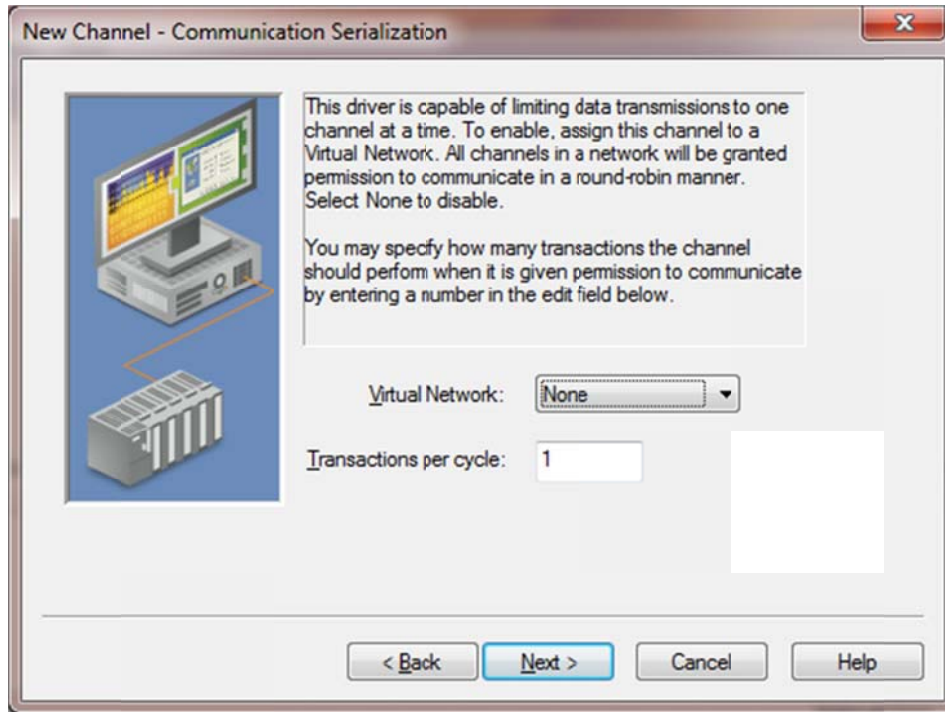 New Channel - Communication Serialization
This driver is capable of limiting data transmissions to one
channel at a time. To enable, assign this channel to a
Virtual Network. All channels in a network will be granted
permission to communicate in a round-robin manner.
Select None to disable.
You may specify how many transactions the channel
should perform when it is given permission to communicate
by entering a number in the edit field below.
Virtual Network: None
Transactions per cycle: 1
< Back Next > Cancel Help